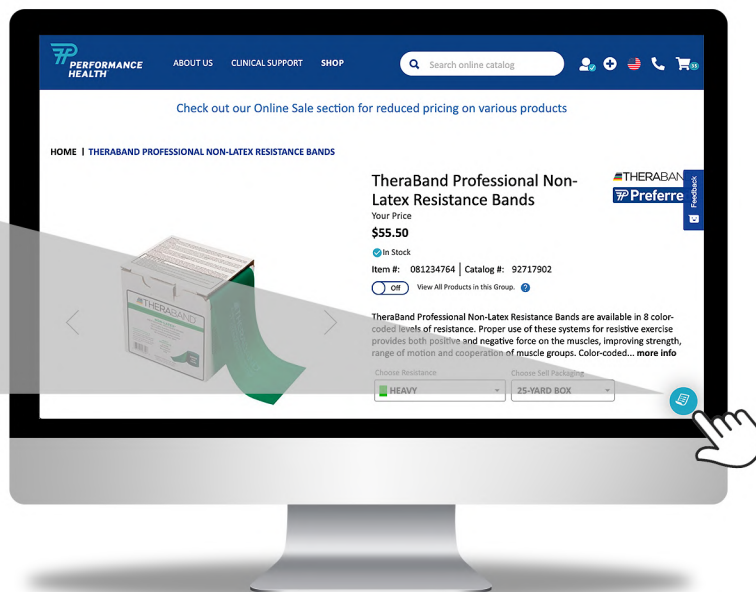 PERFORMANCE
HEALTH
ABOUT US
CLINICAL SUPPORT
SHOP
Search online catalog
Check out our Online Sale section for reduced pricing on various products
HOME | THERABAND PROFESSIONAL NON-LATEX RESISTANCE BANDS
TheraBand Professional Non-
Latex Resistance Bands
THERABAN
Preferre
Feedback
Your Price
$55.50
In Stock
Item #: 081234764 | Catalog #: 92717902
Off
View All Products in this Group. ?
THERABAND
TheraBand Professional Non-Latex Resistance Bands are available in 8 color-
coded levels of resistance. Proper use of these systems for resistive exercise
provides both positive and negative force on the muscles, improving strength,
range of motion and cooperation of muscle groups. Color-coded... more info
Choose Resistance
Choose Sell Packaging
HEAVY
25-YARD BOX